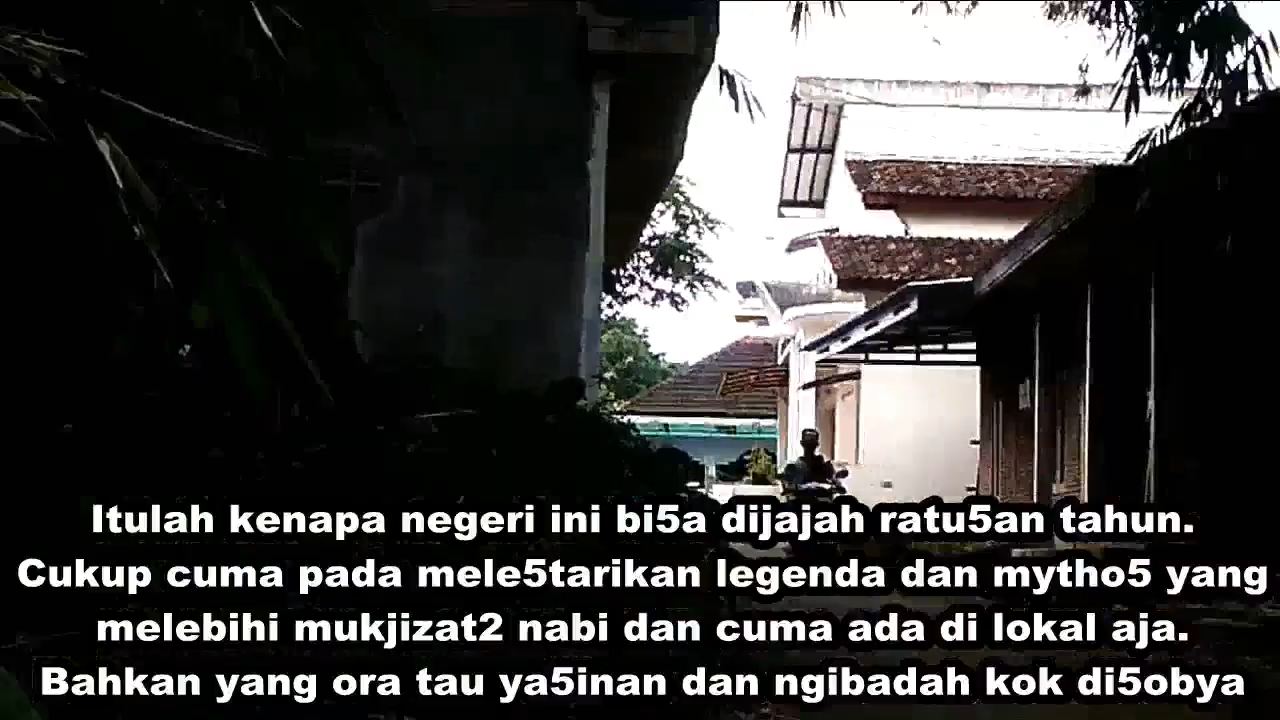 Itulah kenapa negeri ini bi5a dijajah ratu5an tahun.
Cukup cuma pada mele5tarikan legenda dan mytho5 yang
melebihi mukjizat2 nabi dan cuma ada di lokal aja.
Bahkan yang ora tau ya5inan dan ngibadah kok di5obya